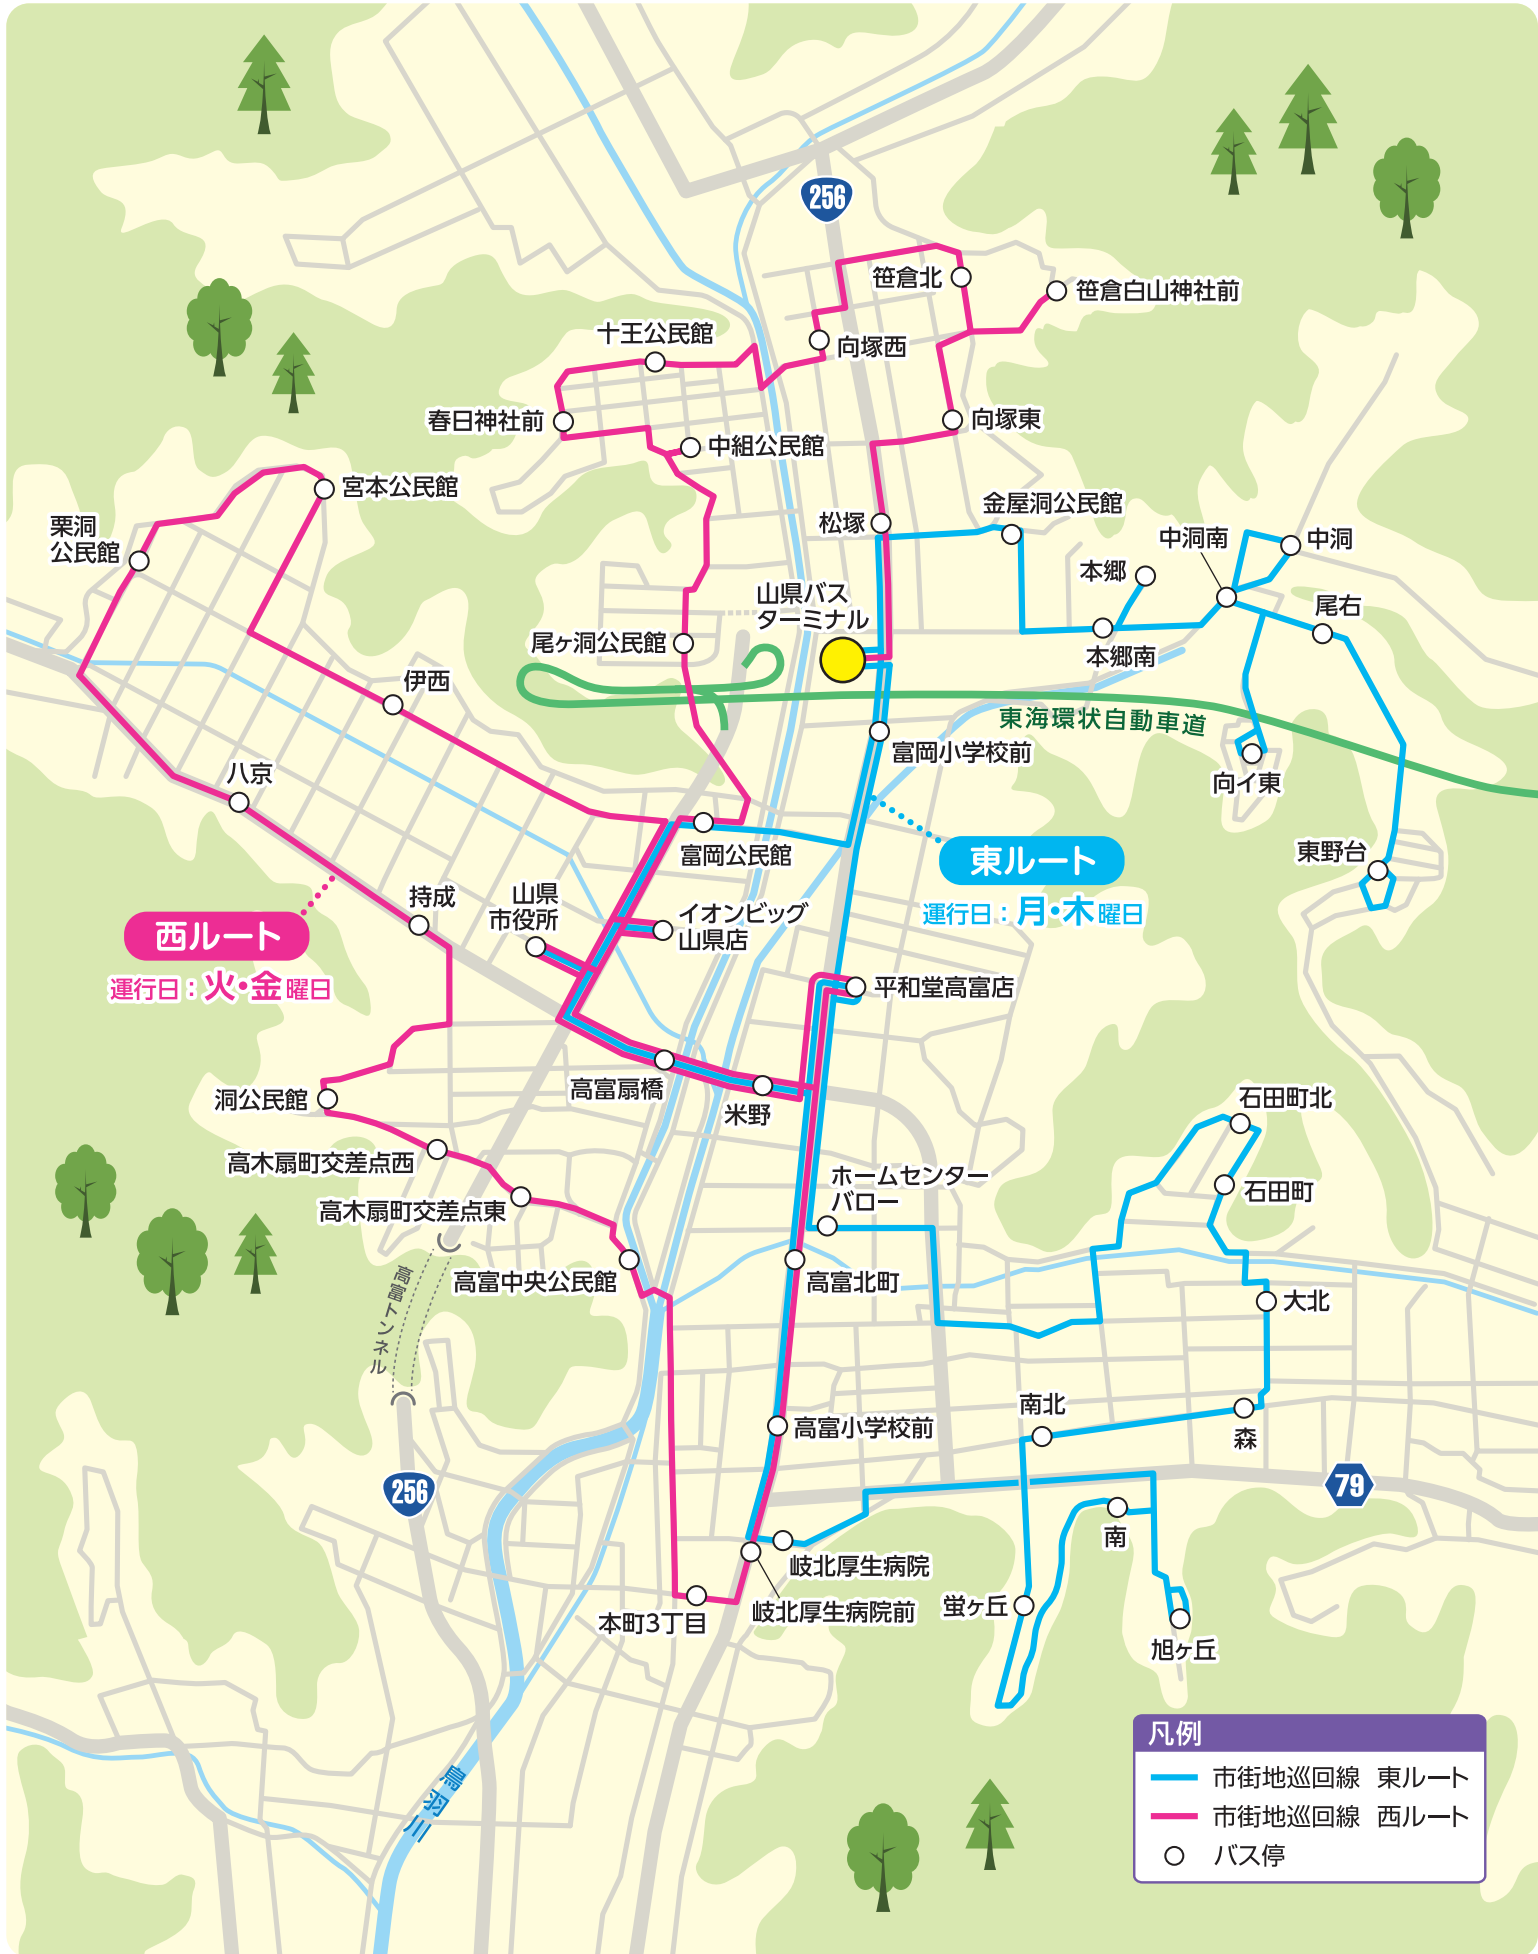 256
笹倉北
笹倉白山神社前
十王公民館
向塚西
春日神社前
向塚東
中組公民館
宮本公民館
金屋洞公民館
栗洞
公民館
松塚
中洞南
中洞
本郷
山県バス
ターミナル
尾右
尾ヶ洞公民館
本郷南
伊西
東海環状自動車道
富岡小学校前
向イ東
八京
富岡公民館
東ルート
運行日：月・木曜日
東野台
持成
山県
市役所
イオンビッグ
山県店
西ルート
運行日：火・金曜日
平和堂高富店
高富扇橋
米野
洞公民館
石田町北
高木扇町交差点西
ホームセンター
バロー
石田町
高木扇町交差点東
高富中央公民館
高富北町
大北
高富トンネル
南北
高富小学校前
森
256
79
南
岐北厚生病院
岐北厚生病院前
蛍ヶ丘
本町3丁目
旭ヶ丘
鳥羽川
凡例
市街地巡回線 東ルート
市街地巡回線 西ルート
バス停